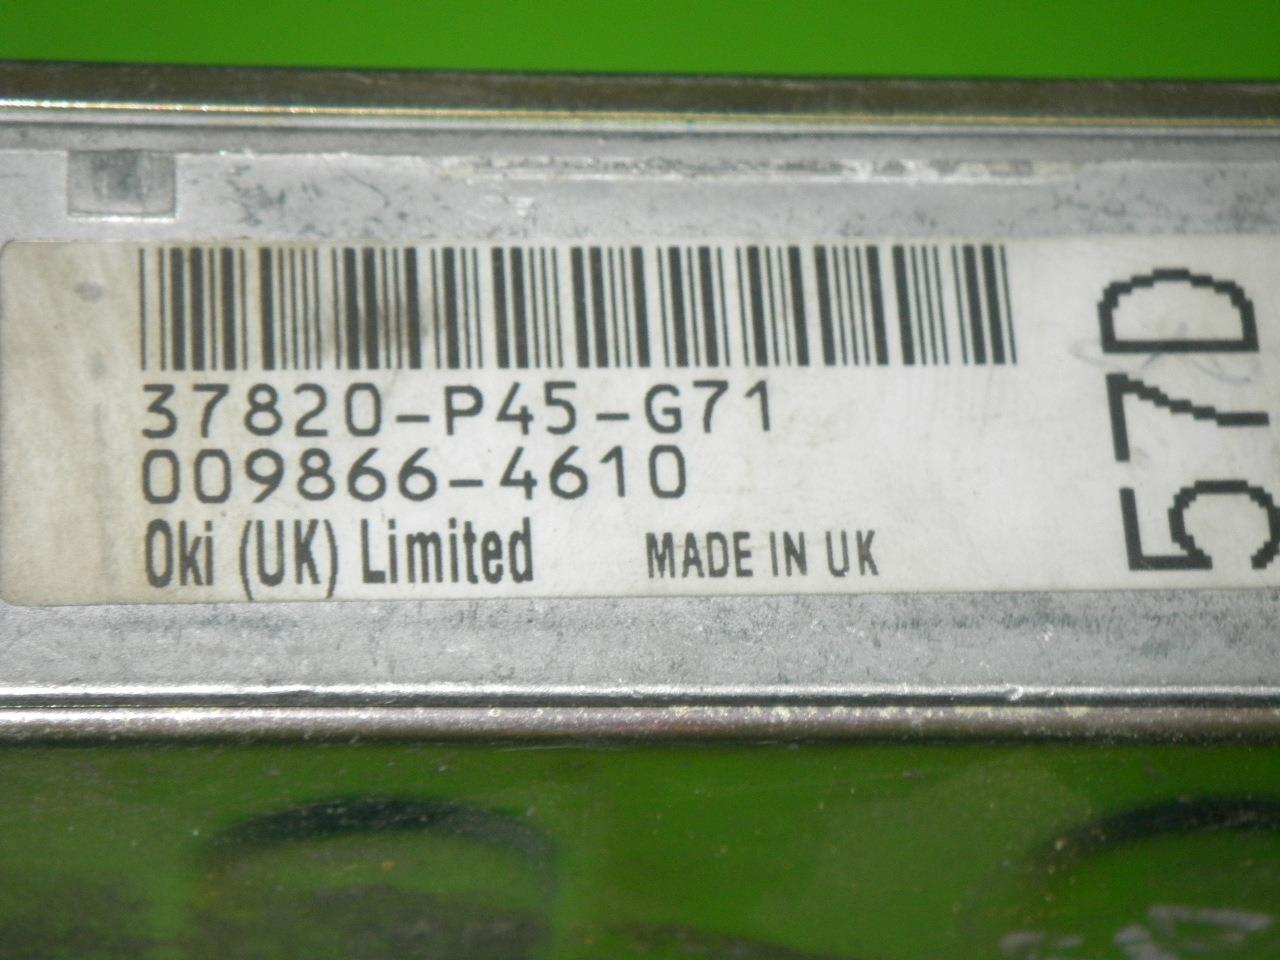 37820-P45-G71
009866-4610
Oki (UK) Limited MADE IN UK
57D